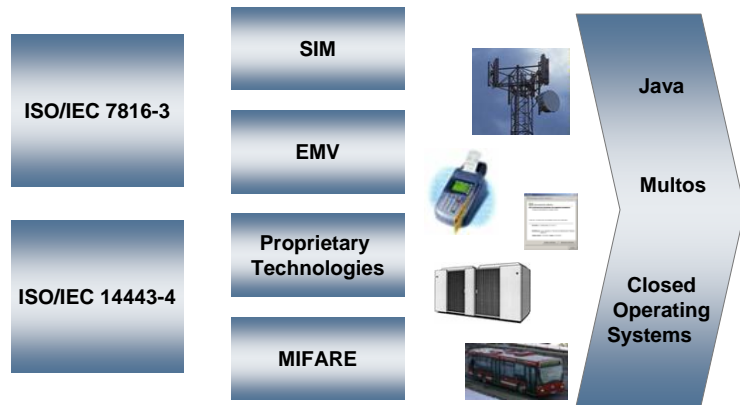 ISO/IEC 7816-3
ISO/IEC 14443-4
SIM
EMV
Proprietary
Technologies
MIFARE
Java
Multos
Closed
Operating
Systems